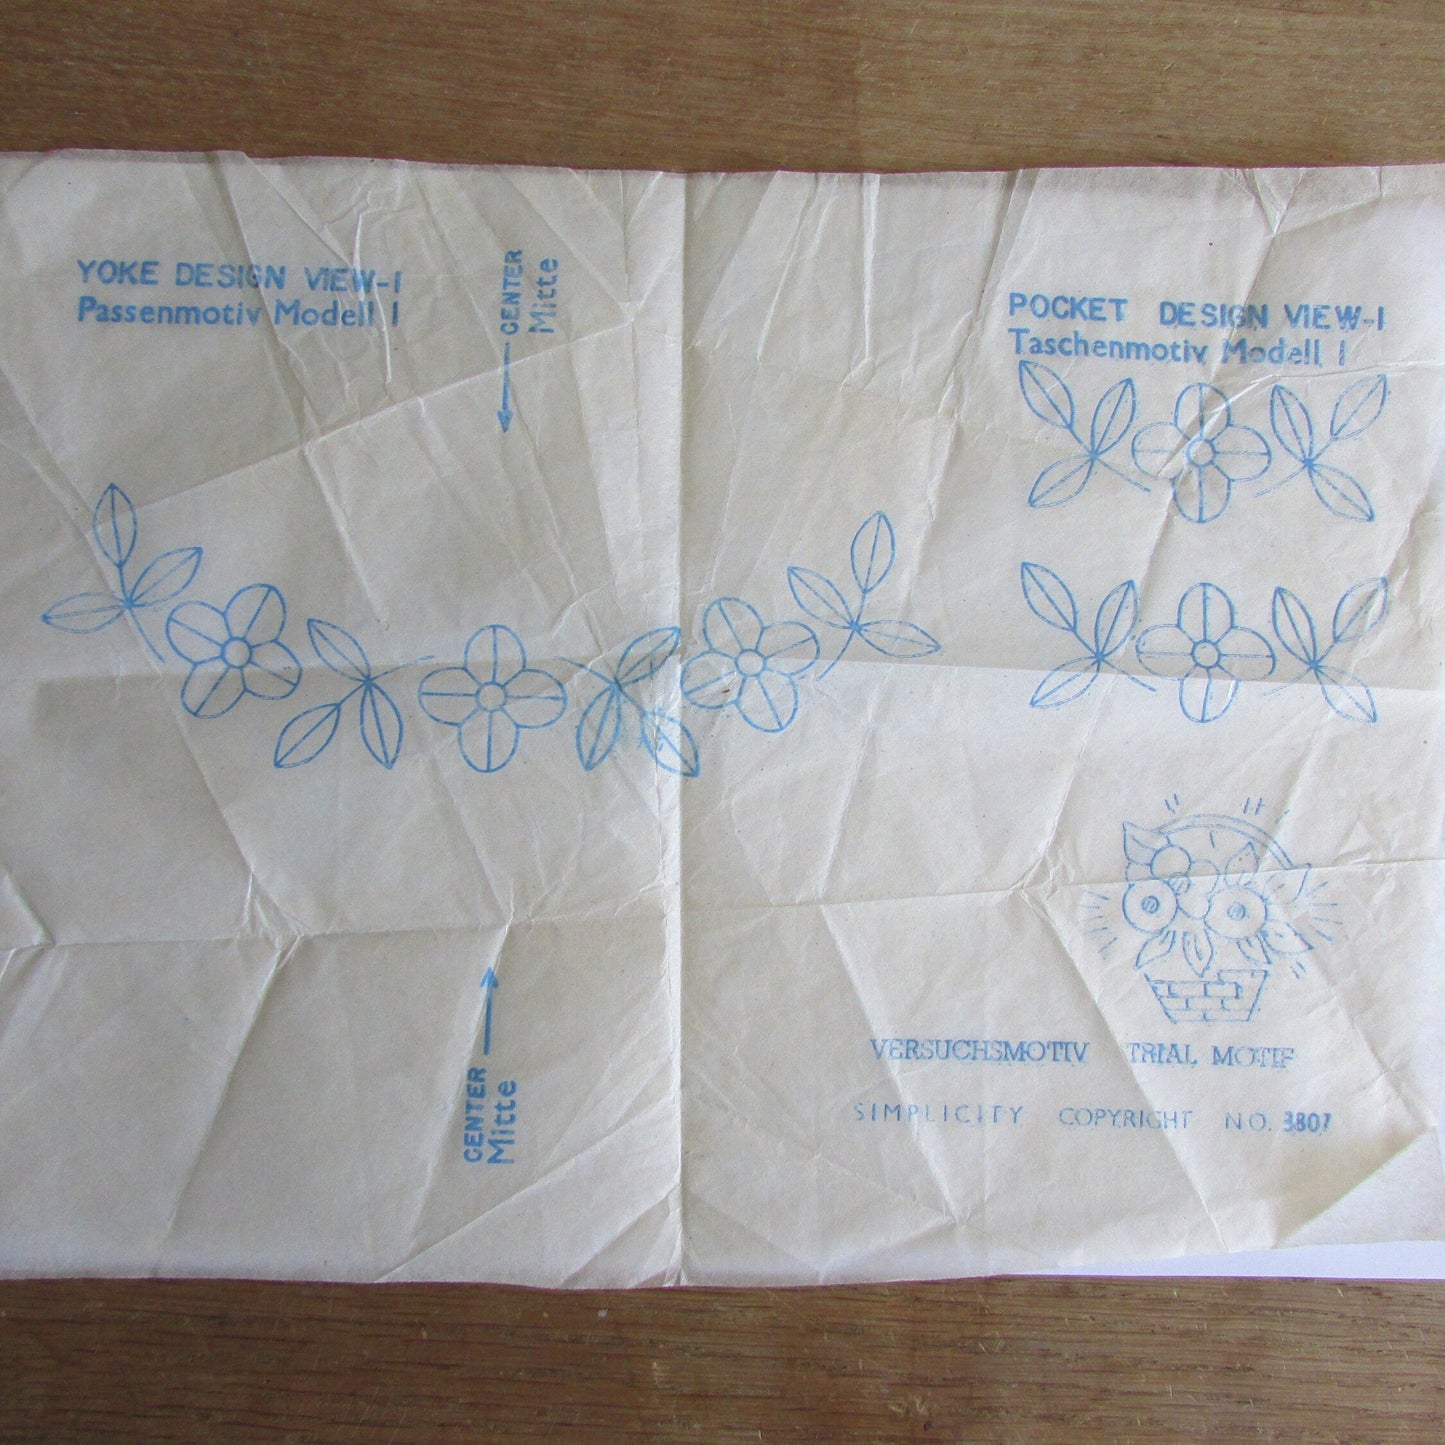 YOKE DESIGN VIEW-1
Passenmotiv Modell 1
CENTER
Mitte
POCKET DESIGN VIEW-1
Taschenmotiv Modell 1
CENTER
Mitte
VERSUCHSMOTIV TRIAL MOTIF
SIMPLICITY COPYRIGHT NO. 3807